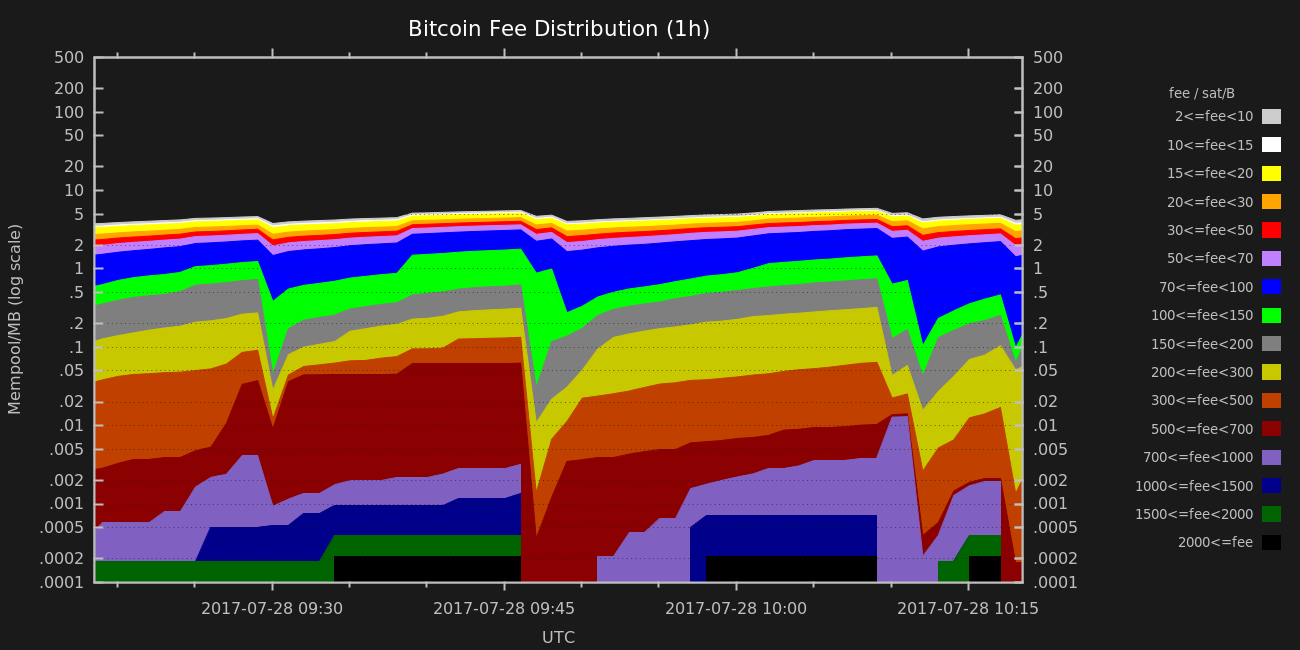 Bitcoin Fee Distribution (1h)
500 500
200 200
100 100
50 50
20 20
10 10
5 5
2 2
1 1
.5 .5
.2 .2
.1 .1
.05 .05
.02 .02
.01 .01
.005 .005
.002 .002
.001 .001
.0005 .0005
.0002 .0002
.0001 .0001
Mempool/MB (log scale)
2017-07-28 09:30 2017-07-28 09:45 2017-07-28 10:00 2017-07-28 10:15
UTC
fee / sat/B
2<=fee<10
10<=fee<15
15<=fee<20
20<=fee<30
30<=fee<50
50<=fee<70
70<=fee<100
100<=fee<150
150<=fee<200
200<=fee<300
300<=fee<500
500<=fee<700
700<=fee<1000
1000<=fee<1500
1500<=fee<2000
2000<=fee